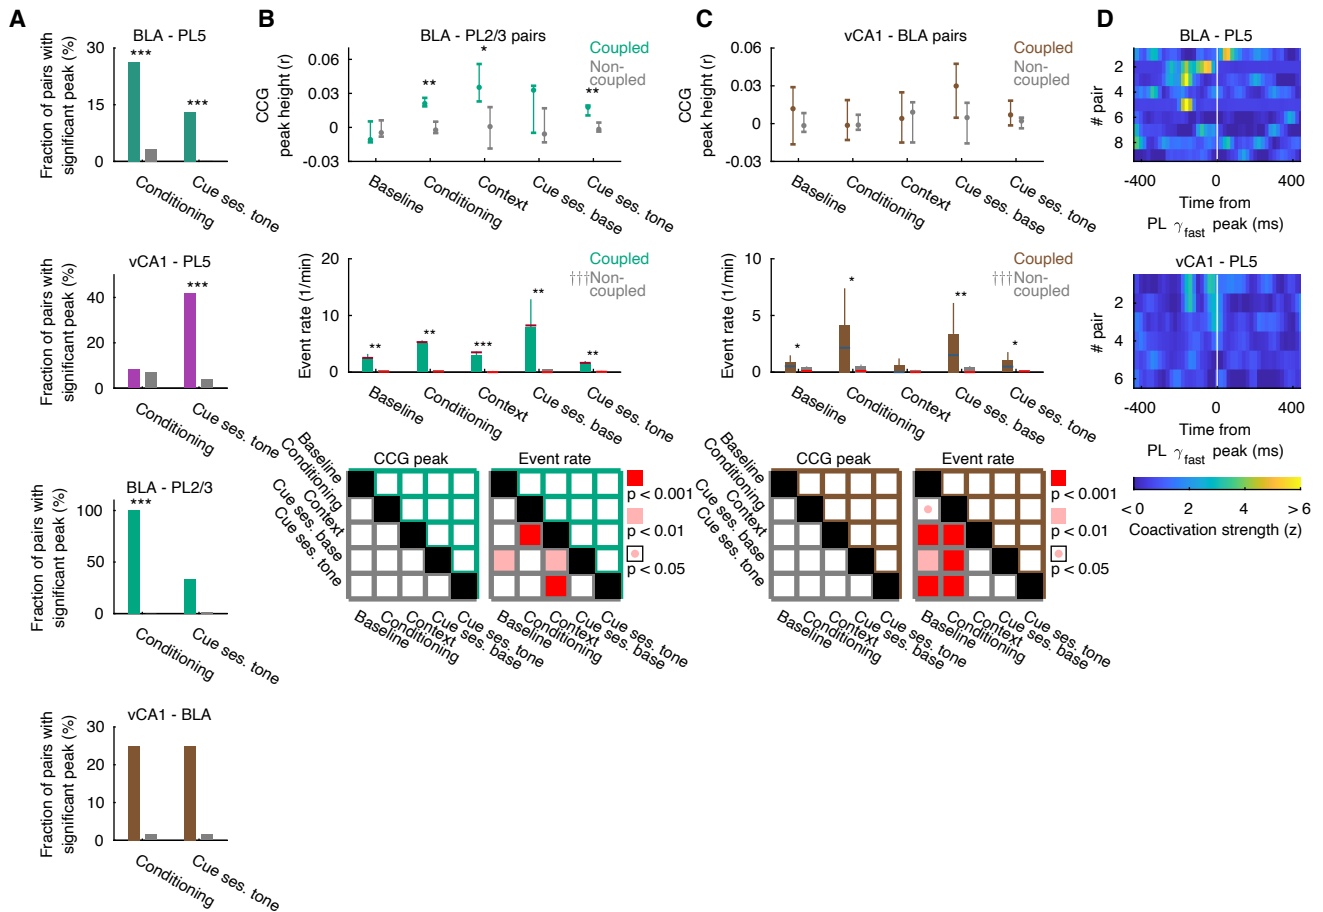 A
BLA - PL5
Fraction of pairs with
significant peak (%)
30
15
0
***
***
Conditioning
Cue ses. tone
vCA1 - PL5
Fraction of pairs with
significant peak (%)
40
20
0
***
Conditioning
Cue ses. tone
BLA - PL2/3
Fraction of pairs with
significant peak (%)
100
50
0
***
Conditioning
Cue ses. tone
vCA1 - BLA
Fraction of pairs with
significant peak (%)
30
20
10
0
Conditioning
Cue ses. tone
B
BLA - PL2/3 pairs
Coupled
Non-
coupled
CCG
peak height (r)
0.06
0.03
0
-0.03
**
*
**
Baseline
Conditioning
Context
Cue ses. base
Cue ses. tone
Coupled
†††Non-
coupled
Event rate (1/min)
20
10
0
**
**
***
**
**
Baseline
Conditioning
Context
Cue ses. base
Cue ses. tone
CCG peak
Event rate
Baseline
Conditioning
Context
Cue ses. base
Cue ses. tone
p < 0.001
p < 0.01
p < 0.05
Baseline
Conditioning
Context
Cue ses. base
Cue ses. tone
Baseline
Conditioning
Context
Cue ses. base
Cue ses. tone
C
vCA1 - BLA pairs
Coupled
Non-
coupled
CCG
peak height (r)
0.06
0.03
0
-0.03
Baseline
Conditioning
Context
Cue ses. base
Cue ses. tone
Coupled
†††Non-
coupled
Event rate (1/min)
10
5
0
*
*
**
*
Baseline
Conditioning
Context
Cue ses. base
Cue ses. tone
CCG peak
Event rate
Baseline
Conditioning
Context
Cue ses. base
Cue ses. tone
p < 0.001
p < 0.01
p < 0.05
Baseline
Conditioning
Context
Cue ses. base
Cue ses. tone
Baseline
Conditioning
Context
Cue ses. base
Cue ses. tone
D
BLA - PL5
# pair
2
4
6
8
-400
0
400
Time from
PL γfast peak (ms)
vCA1 - PL5
# pair
2
4
6
-400
0
400
Time from
PL γfast peak (ms)
< 0
2
4
> 6
Coactivation strength (z)